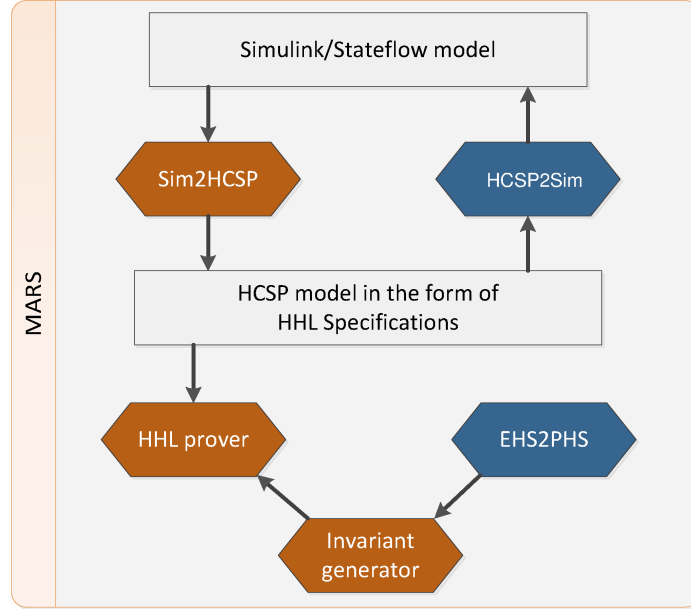 Simulink/Stateflow model
Sim2HCSP
HCSP2Sim
MARS
HCSP model in the form of
HHL Specifications
HHL prover
EHS2PHS
Invariant
generator